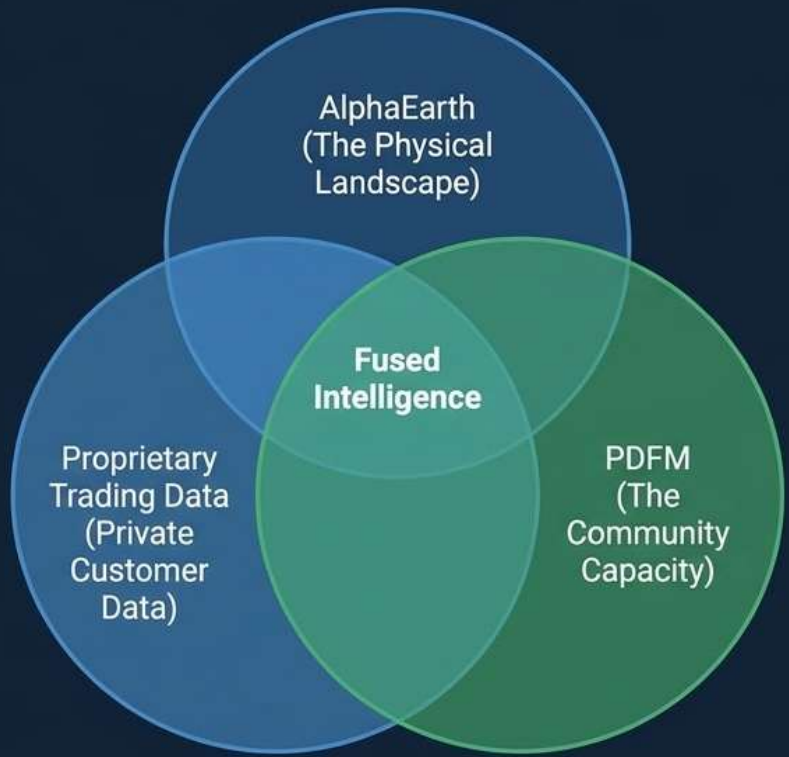 AlphaEarth
(The Physical
Landscape)
Fused
Intelligence
Proprietary
Trading Data
(Private
Customer
Data)
PDFM
(The
Community
Capacity)